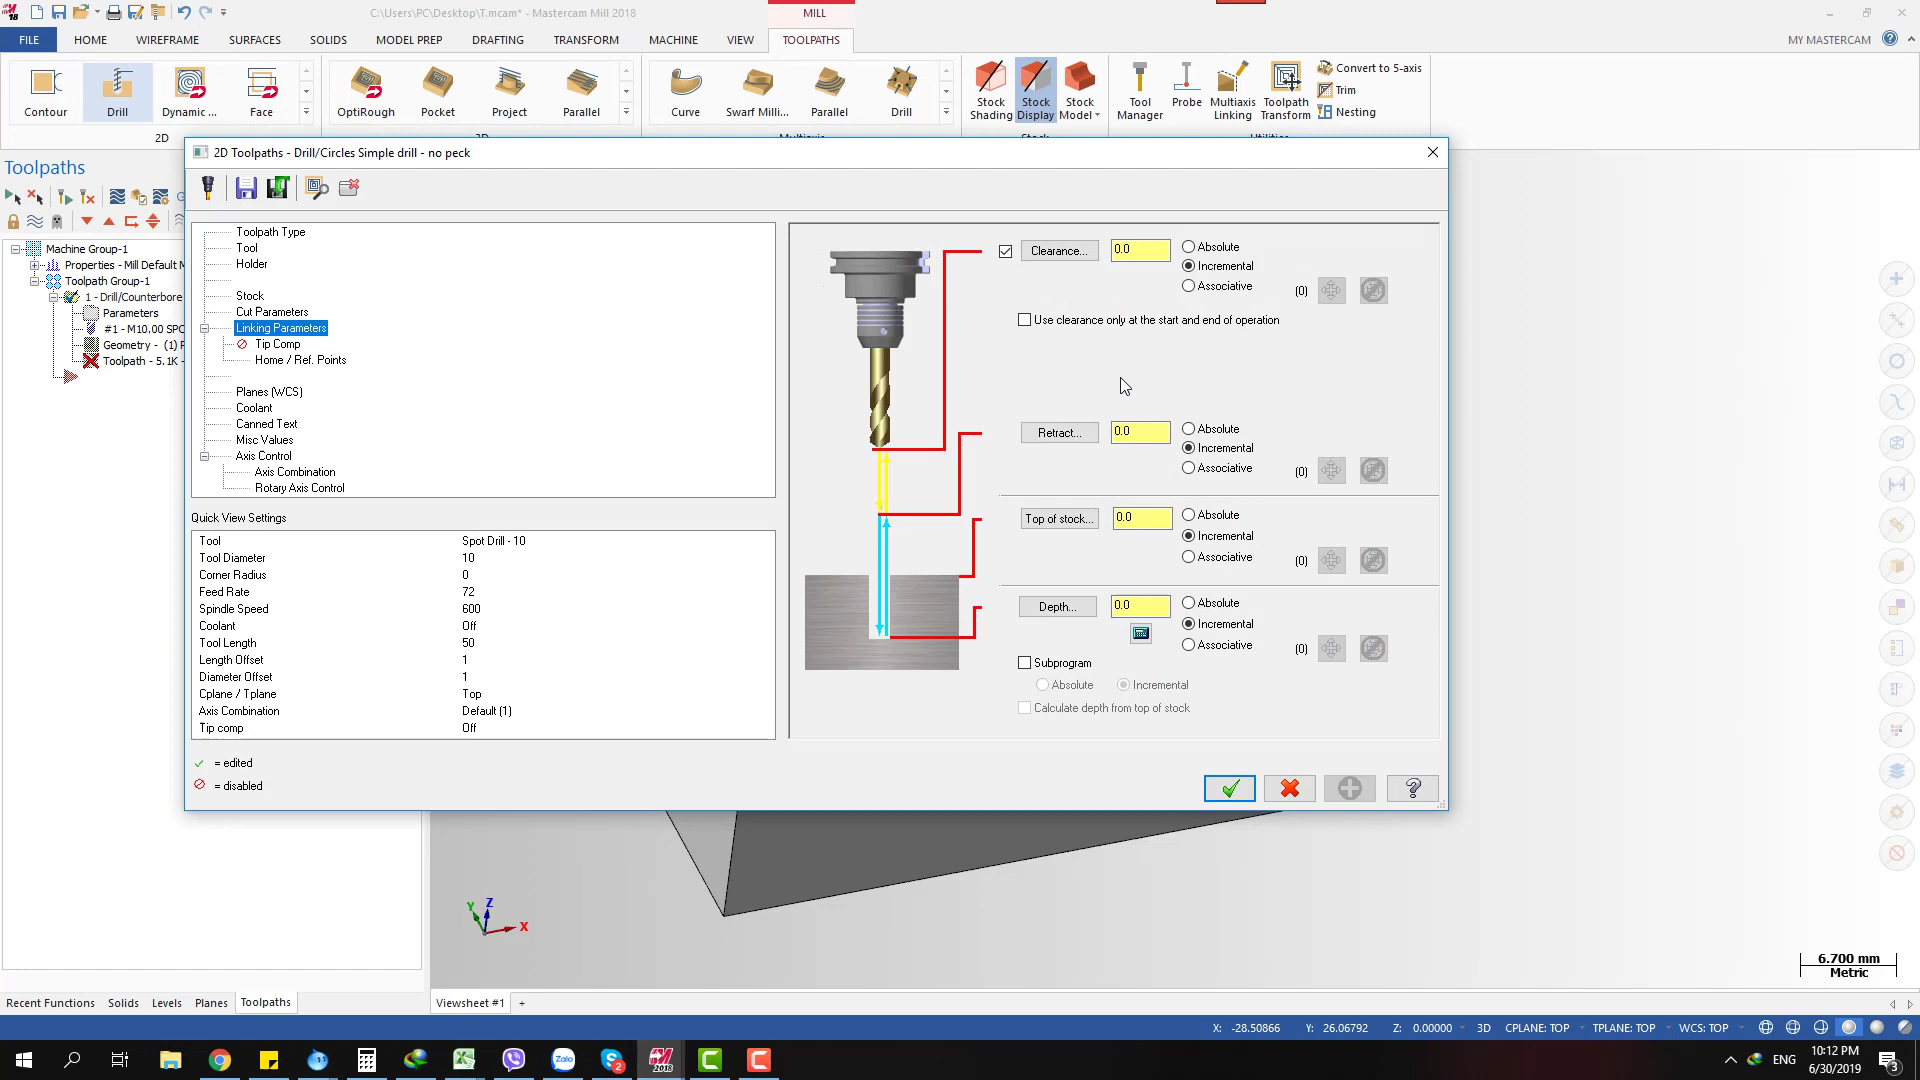 C:\Users\PC\Desktop\T.mcam* - Mastercam Mill 2018
MILL
FILE HOME WIREFRAME SURFACES SOLIDS MODEL PREP DRAFTING TRANSFORM MACHINE VIEW TOOLPATHS
MY MASTERCAM
Contour Drill Dynamic ... Face
OptiRough Pocket Project Parallel
Curve Swarf Milli... Parallel Drill
Stock Shading
Stock Display
Stock Model
Tool Manager
Probe
Multiaxis Linking
Toolpath Transform
Convert to 5-axis
Trim
Nesting
2D
Toolpaths
2D Toolpaths - Drill/Circles Simple drill - no peck
Machine Group-1
Properties - Mill Default M
Toolpath Group-1
1 - Drill/Counterbore
Parameters
#1 - M10.00 SPO
Geometry - (1) P
Toolpath - 5.1K -
Toolpath Type
Tool
Holder
Stock
Cut Parameters
Linking Parameters
Tip Comp
Home / Ref. Points
Planes (WCS)
Coolant
Canned Text
Misc Values
Axis Control
Axis Combination
Rotary Axis Control
Quick View Settings
Tool Spot Drill - 10
Tool Diameter 10
Corner Radius 0
Feed Rate 72
Spindle Speed 600
Coolant Off
Tool Length 50
Length Offset 1
Diameter Offset 1
Cplane / Tplane Top
Axis Combination Default (1)
Tip comp Off
= edited
= disabled
Clearance... 0.0
Absolute
Incremental
Associative (0)
Use clearance only at the start and end of operation
Retract... 0.0
Absolute
Incremental
Associative (0)
Top of stock... 0.0
Absolute
Incremental
Associative (0)
Depth... 0.0
Absolute
Incremental
Associative (0)
Subprogram
Absolute Incremental
Calculate depth from top of stock
Y Z X
6.700 mm
Metric
Recent Functions Solids Levels Planes Toolpaths
Viewsheet #1 +
X: -28.50866 Y: 26.06792 Z: 0.00000 3D CPLANE: TOP TPLANE: TOP WCS: TOP
Zalo
2
2018
ENG
10:12 PM
6/30/2019
3